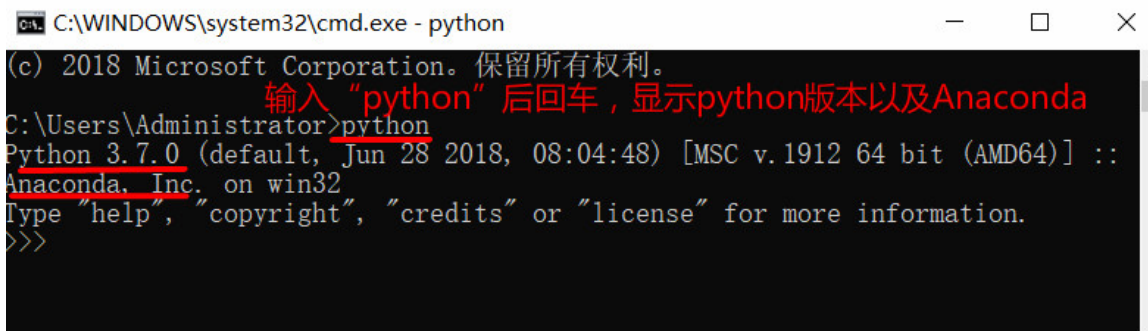 C:\WINDOWS\system32\cmd.exe - python
(c) 2018 Microsoft Corporation。保留所有权利。
输入“python”后回车，显示python版本以及Anaconda
C:\Users\Administrator>python
Python 3.7.0 (default, Jun 28 2018, 08:04:48) [MSC v.1912 64 bit (AMD64)] ::
Anaconda, Inc. on win32
Type "help", "copyright", "credits" or "license" for more information.
>>>